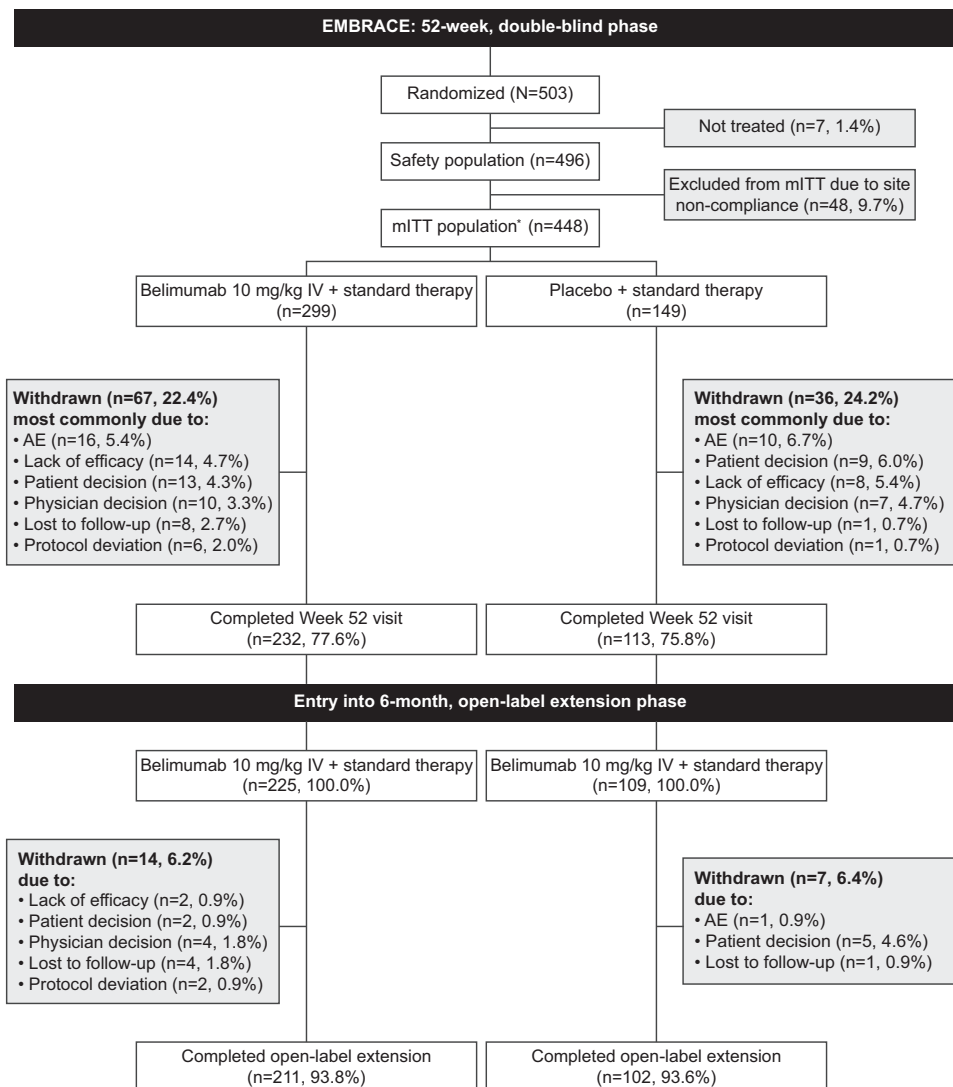 EMBRACE: 52-week, double-blind phase
Randomized (N=503)
Not treated (n=7, 1.4%)
Safety population (n=496)
Excluded from mITT due to site
non-compliance (n=48, 9.7%)
mITT population* (n=448)
Belimumab 10 mg/kg IV + standard therapy
(n=299)
Placebo + standard therapy
(n=149)
Withdrawn (n=67, 22.4%)
most commonly due to:
• AE (n=16, 5.4%)
• Lack of efficacy (n=14, 4.7%)
• Patient decision (n=13, 4.3%)
• Physician decision (n=10, 3.3%)
• Lost to follow-up (n=8, 2.7%)
• Protocol deviation (n=6, 2.0%)
Withdrawn (n=36, 24.2%)
most commonly due to:
• AE (n=10, 6.7%)
• Patient decision (n=9, 6.0%)
• Lack of efficacy (n=8, 5.4%)
• Physician decision (n=7, 4.7%)
• Lost to follow-up (n=1, 0.7%)
• Protocol deviation (n=1, 0.7%)
Completed Week 52 visit
(n=232, 77.6%)
Completed Week 52 visit
(n=113, 75.8%)
Entry into 6-month, open-label extension phase
Belimumab 10 mg/kg IV + standard therapy
(n=225, 100.0%)
Belimumab 10 mg/kg IV + standard therapy
(n=109, 100.0%)
Withdrawn (n=14, 6.2%)
due to:
• Lack of efficacy (n=2, 0.9%)
• Patient decision (n=2, 0.9%)
• Physician decision (n=4, 1.8%)
• Lost to follow-up (n=4, 1.8%)
• Protocol deviation (n=2, 0.9%)
Withdrawn (n=7, 6.4%)
due to:
• AE (n=1, 0.9%)
• Patient decision (n=5, 4.6%)
• Lost to follow-up (n=1, 0.9%)
Completed open-label extension
(n=211, 93.8%)
Completed open-label extension
(n=102, 93.6%)